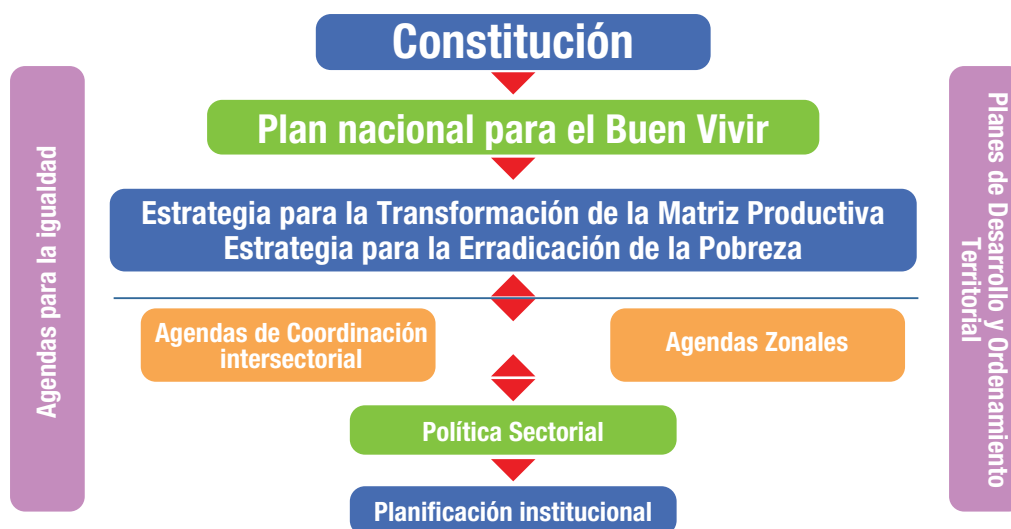 Constitución
Plan nacional para el Buen Vivir
Estrategia para la Transformación de la Matriz Productiva
Estrategia para la Erradicación de la Pobreza
Agendas de Coordinación
intersectorial
Agendas Zonales
Política Sectorial
Planificación institucional
Agendas para la igualdad
Planes de Desarrollo y Ordenamiento
Territorial